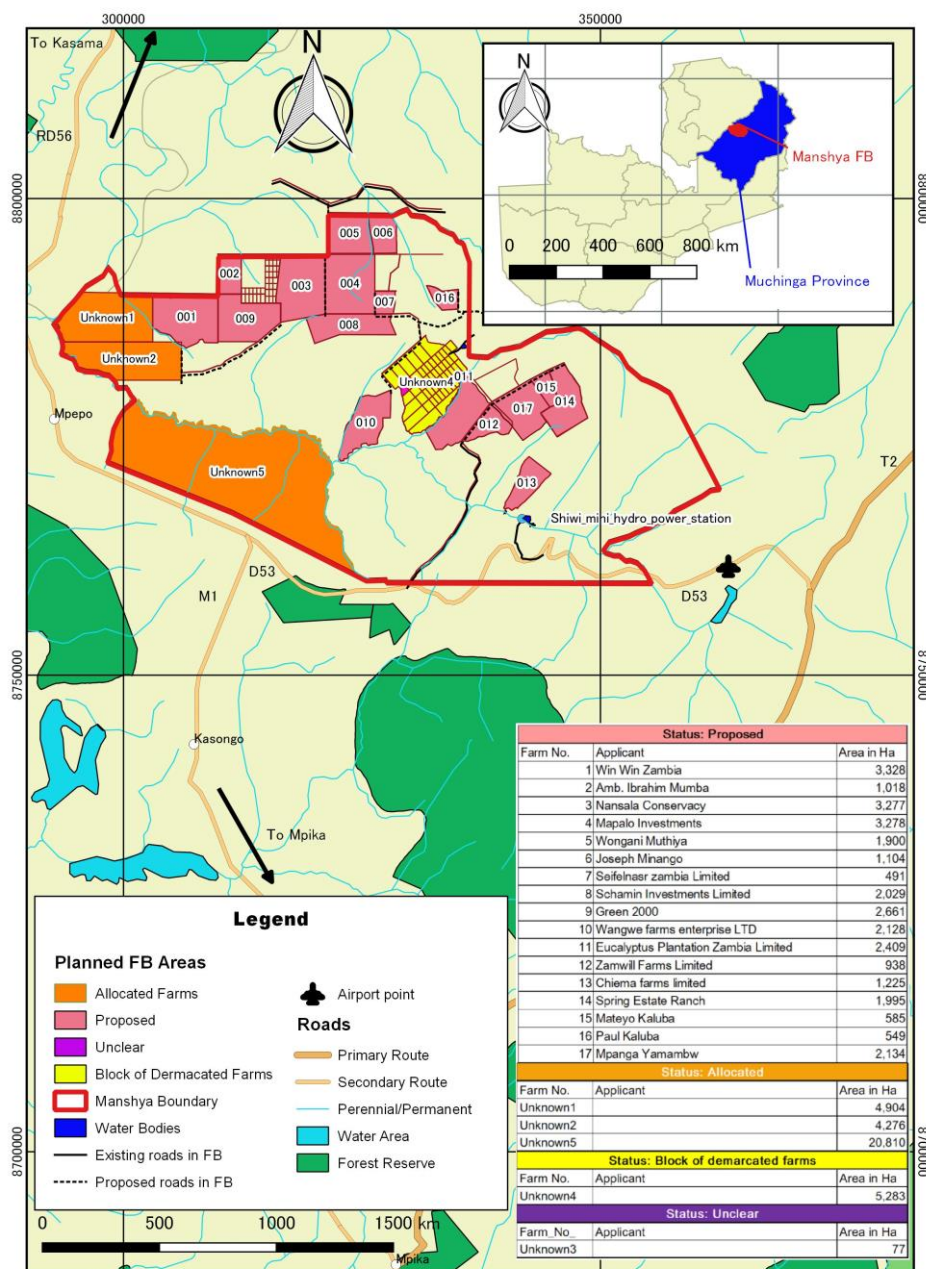 300000
350000
To Kasama
N
RD56
N
Manshya FB
0 200 400 600 800 km
Muchinga Province
8800000
8800000
005
006
002
003
004
007
016
Unknown1
001
009
008
Unknown2
Unknown4
011
015
014
017
012
010
Mpepo
Unknown5
013
T2
Shiwi_mini_hydro_power_station
D53
M1
D53
8750000
8750000
Kasongo
To Mpika
Status: Proposed
Farm No. Applicant Area in Ha
1 Win Win Zambia 3,328
2 Amb. Ibrahim Mumba 1,018
3 Nansala Conservacy 3,277
4 Mapalo Investments 3,278
5 Wongani Muthiya 1,900
6 Joseph Minango 1,104
7 Seifelnasr zambia Limited 491
8 Schamin Investments Limited 2,029
9 Green 2000 2,661
10 Wangwe farms enterprise LTD 2,128
11 Eucalyptus Plantation Zambia Limited 2,409
12 Zamwill Farms Limited 938
13 Chiema farms limited 1,225
14 Spring Estate Ranch 1,995
15 Mateyo Kaluba 585
16 Paul Kaluba 549
17 Mpanga Yamambw 2,134
Status: Allocated
Farm No. Applicant Area in Ha
Unknown1 4,904
Unknown2 4,276
Unknown5 20,810
Status: Block of demarcated farms
Farm No. Applicant Area in Ha
Unknown4 5,283
Status: Unclear
Farm_No_ Applicant Area in Ha
Unknown3 77
Legend
Planned FB Areas
Allocated Farms
Proposed
Unclear
Block of Dermacated Farms
Manshya Boundary
Water Bodies
Existing roads in FB
Proposed roads in FB
Airport point
Roads
Primary Route
Secondary Route
Perennial/Permanent
Water Area
Forest Reserve
0 500 1000 1500 km
8700000
8700000
Mpika